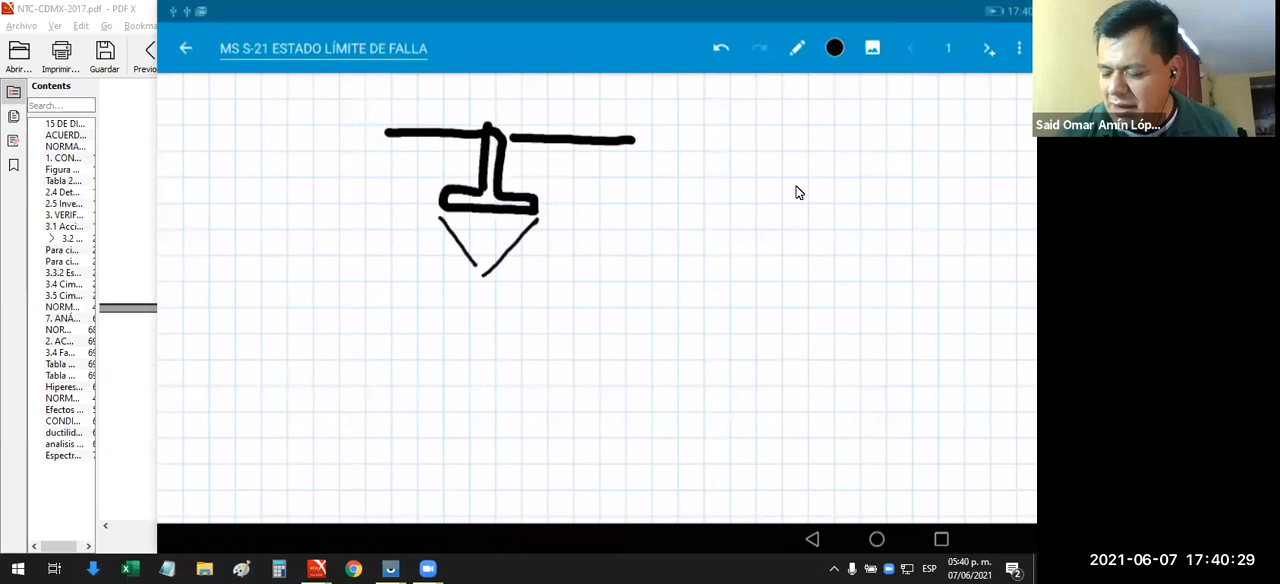 NTC-CDMX-2017.pdf - PDF X
Archivo Ver Edit Go Bookma
Abrir... Imprimir... Guardar Previo
Contents
Search...
15 DE DI...
ACUERD...
NORMA...
1. CON...
Figura ...
Tabla 2....
2.4 Det...
2.5 Inve...
3. VERIF...
3.1 Acci...
3.2 ...
Para ci...
Para ci...
3.3.2 Es...
3.4 Cim...
3.5 Cim...
NORM...
7. ANÁ...
NOR...
2. AC...
3.4 Fa...
Tabla ...
Tabla ...
Hiperes...
NORM...
Efectos ...
CONDI...
ductilid...
analisis ...
Espectr...
17:40
MS S-21 ESTADO LÍMITE DE FALLA
1
Said Omar Amín Lóp...
2021-06-07 17:40:29
ESP
05:40 p. m.
07/06/2021
2